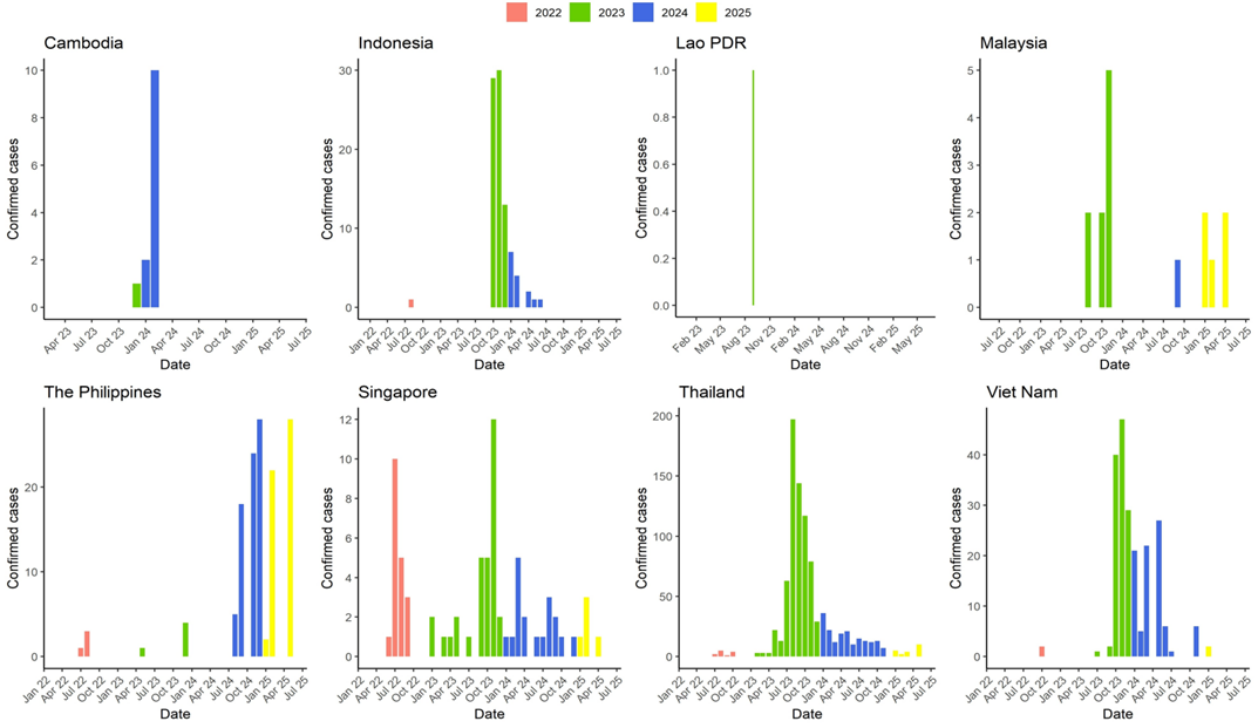 2022 2023 2024 2025
Cambodia
Confirmed cases
10
8
6
4
2
0
Apr 23 Jul 23 Oct 23 Jan 24 Apr 24 Jul 24 Oct 24 Jan 25 Apr 25 Jul 25
Date
Indonesia
Confirmed cases
30
20
10
0
Jan 22 Apr 22 Jul 22 Oct 22 Jan 23 Apr 23 Jul 23 Oct 23 Jan 24 Apr 24 Jul 24 Oct 24 Jan 25 Apr 25 Jul 25
Date
Lao PDR
Confirmed cases
1.0
0.8
0.6
0.4
0.2
0.0
Feb 23 May 23 Aug 23 Nov 23 Feb 24 May 24 Aug 24 Nov 24 Feb 25 May 25
Date
Malaysia
Confirmed cases
5
4
3
2
1
0
Jul 22 Oct 22 Jan 23 Apr 23 Jul 23 Oct 23 Jan 24 Apr 24 Jul 24 Oct 24 Jan 25 Apr 25 Jul 25
Date
The Philippines
Confirmed cases
20
10
0
Jan 22 Apr 22 Jul 22 Oct 22 Jan 23 Apr 23 Jul 23 Oct 23 Jan 24 Apr 24 Jul 24 Oct 24 Jan 25 Apr 25 Jul 25
Date
Singapore
Confirmed cases
12
10
8
6
4
2
0
Jan 22 Apr 22 Jul 22 Oct 22 Jan 23 Apr 23 Jul 23 Oct 23 Jan 24 Apr 24 Jul 24 Oct 24 Jan 25 Apr 25 Jul 25
Date
Thailand
Confirmed cases
200
150
100
50
0
Jan 22 Apr 22 Jul 22 Oct 22 Jan 23 Apr 23 Jul 23 Oct 23 Jan 24 Apr 24 Jul 24 Oct 24 Jan 25 Apr 25 Jul 25
Date
Viet Nam
Confirmed cases
40
30
20
10
0
Jan 22 Apr 22 Jul 22 Oct 22 Jan 23 Apr 23 Jul 23 Oct 23 Jan 24 Apr 24 Jul 24 Oct 24 Jan 25 Apr 25 Jul 25
Date